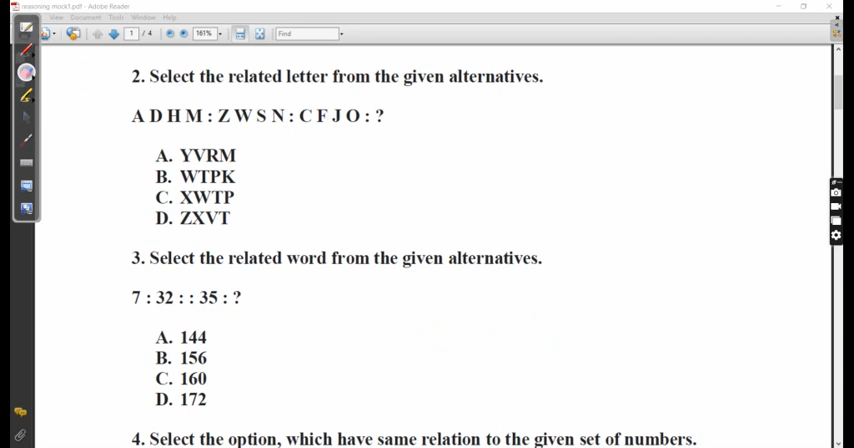 reasoning mock1.pdf - Adobe Reader
View Document Tools Window Help
1 / 4 161% Find
2. Select the related letter from the given alternatives.
A D H M : Z W S N : C F J O : ?
A. YVRM
B. WTPK
C. XWTP
D. ZXVT
3. Select the related word from the given alternatives.
7 : 32 : : 35 : ?
A. 144
B. 156
C. 160
D. 172
4. Select the option, which have same relation to the given set of numbers.